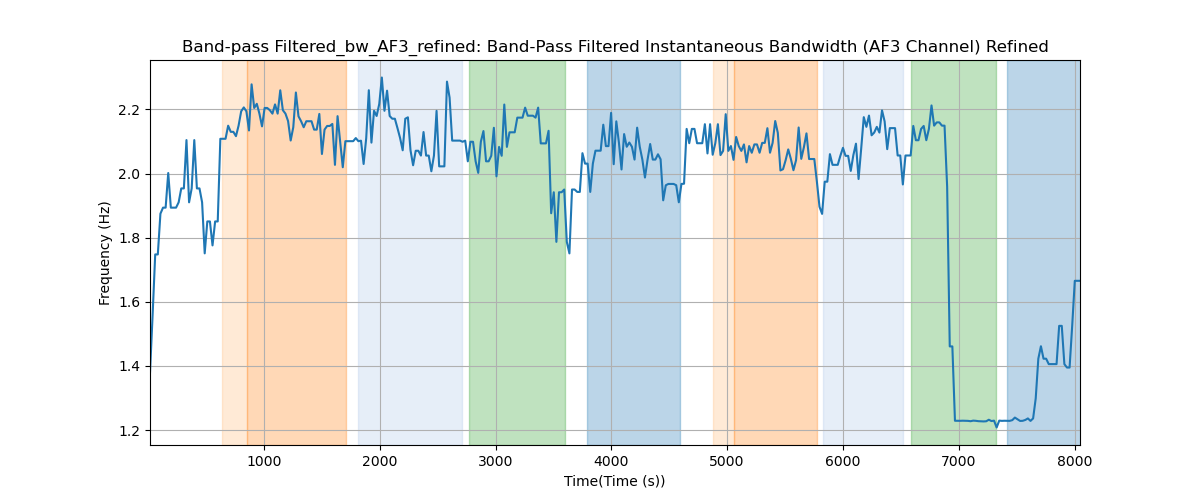 Band-pass Filtered_bw_AF3_refined: Band-Pass Filtered Instantaneous Bandwidth (AF3 Channel) Refined
Frequency (Hz)
2.2
2.0
1.8
1.6
1.4
1.2
1000 2000 3000 4000 5000 6000 7000 8000
Time(Time (s))